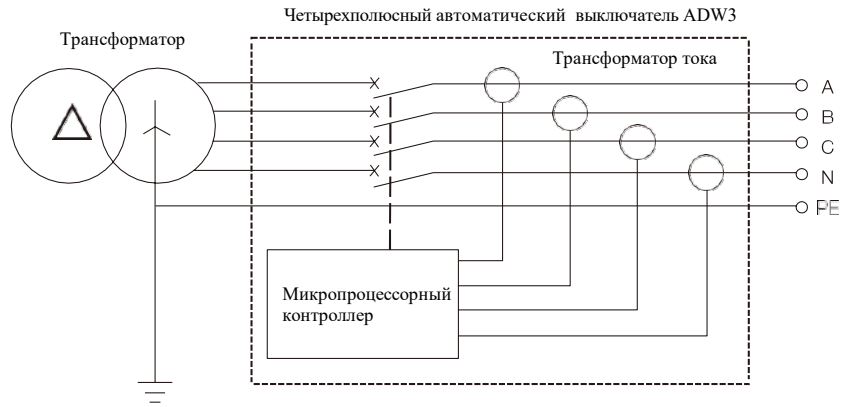 Четырехполюсный автоматический выключатель ADW3
Трансформатор
Трансформатор тока
A
B
C
N
PE
Микропроцессорный
контроллер